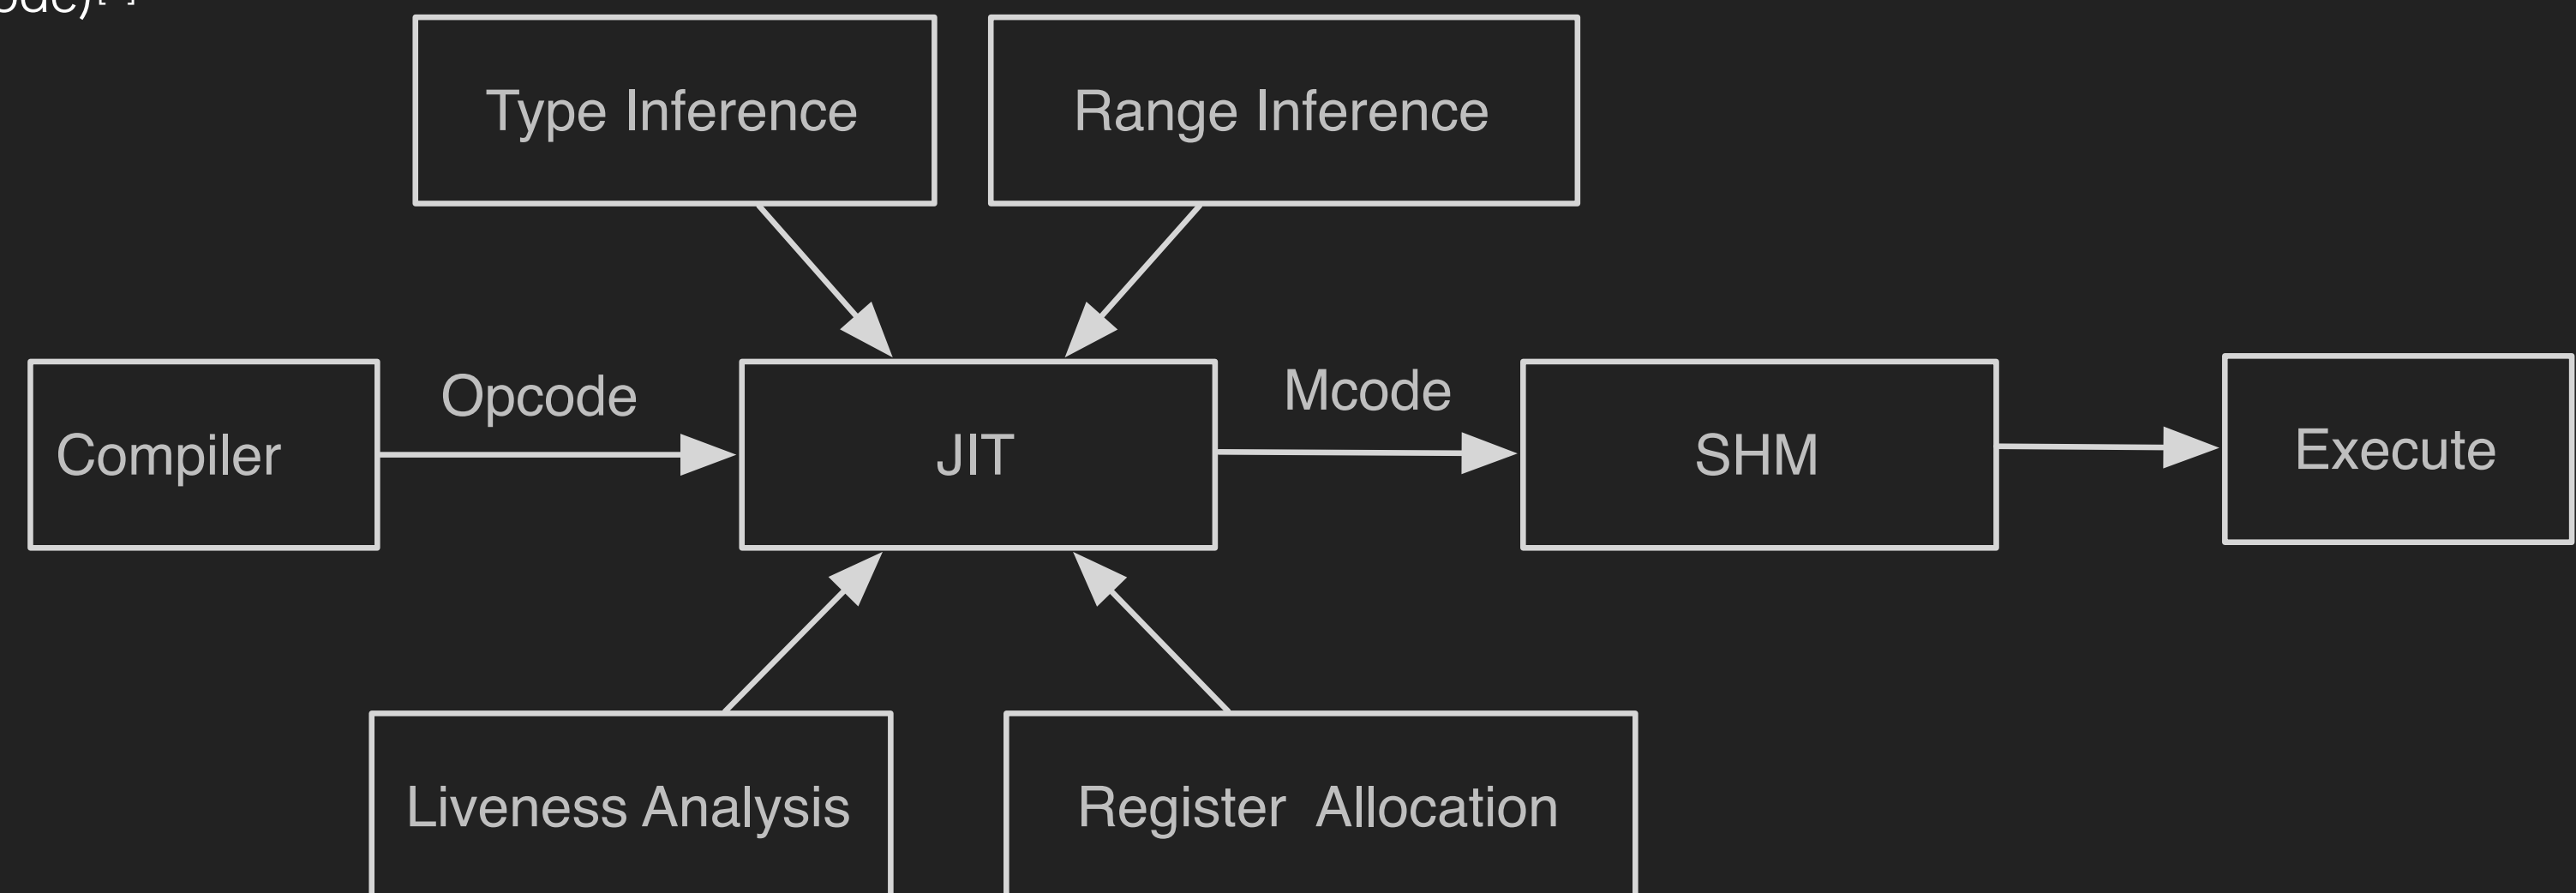 Type Inference
Range Inference
Opcode
Mcode
Compiler
JIT
SHM
Execute
Liveness Analysis
Register Allocation